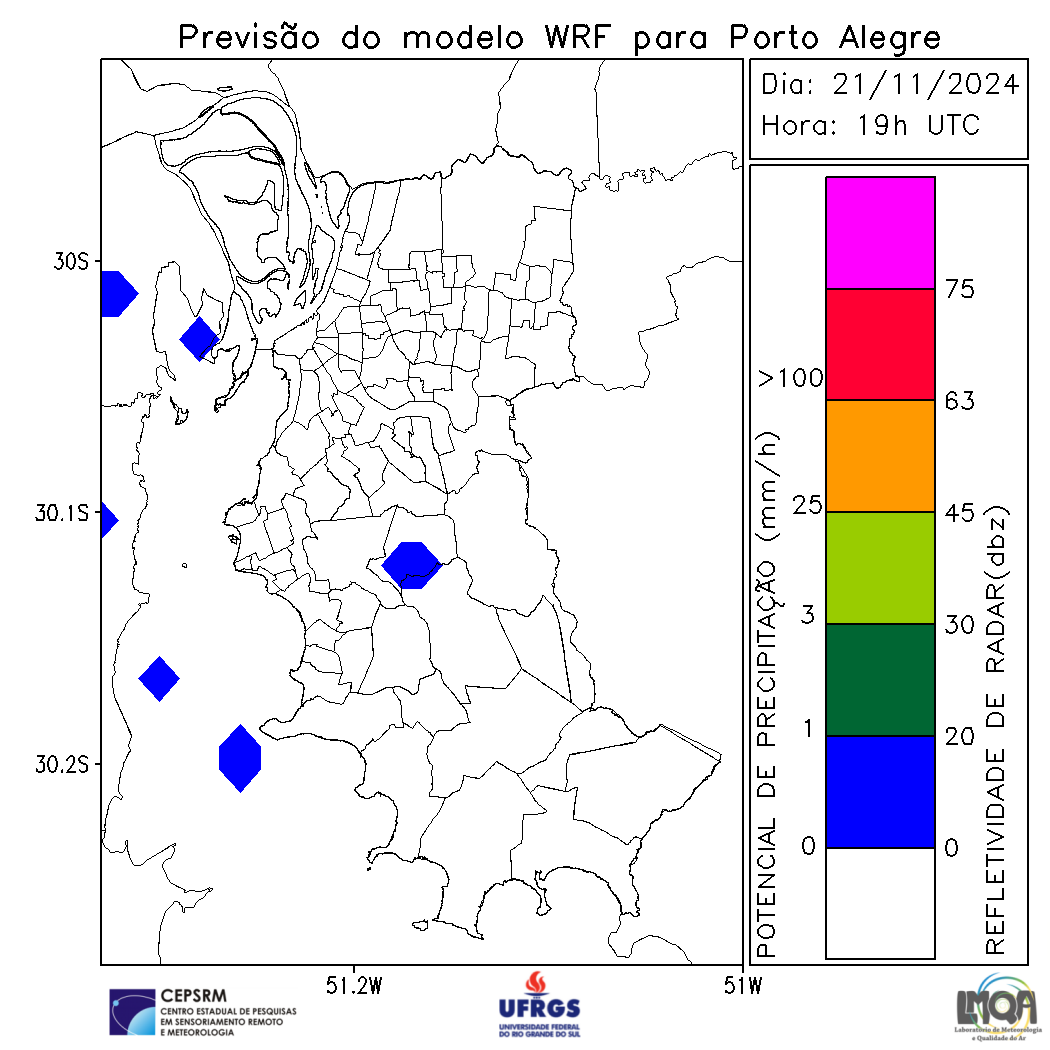 Previsão do modelo WRF para Porto Alegre
Dia: 21/11/2024
Hora: 19h UTC
30S
30.1S
30.2S
51.2W
51W
POTENCIAL DE PRECIPITAÇÃO (mm/h)
>100
25
3
1
0
75
63
45
30
20
0
REFLETIVIDADE DE RADAR(dbz)
CEPSRM
CENTRO ESTADUAL DE PESQUISAS
EM SENSORIAMENTO REMOTO
E METEOROLOGIA
UFRGS
UNIVERSIDADE FEDERAL
DO RIO GRANDE DO SUL
LMQA
Laboratório de Meteorologia
e Qualidade do Ar